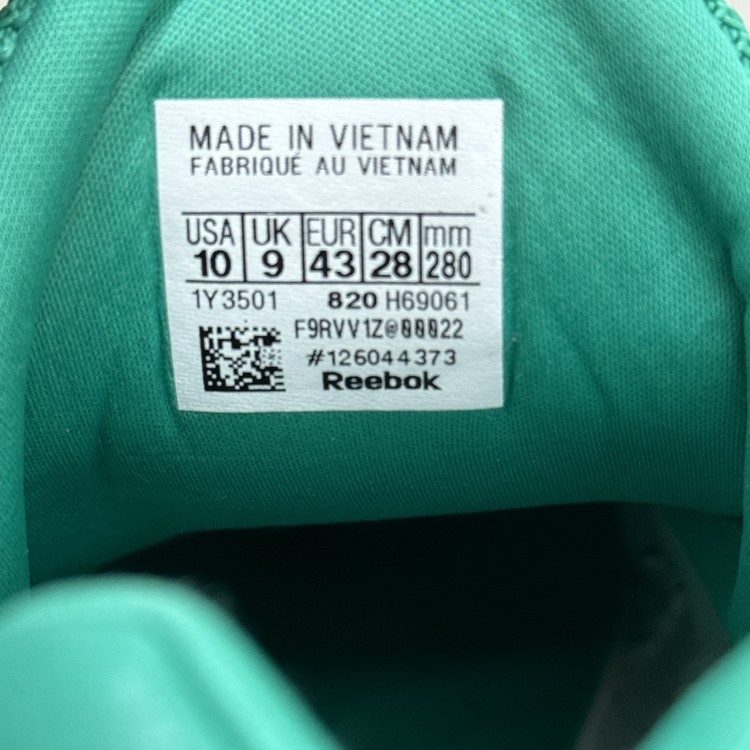 MADE IN VIETNAM
FABRIQUÉ AU VIETNAM
USA UK EUR CM mm
10 9 43 28 280
1Y3501 820 H69061
F9RVV1Z@00022
#126044373
Reebok